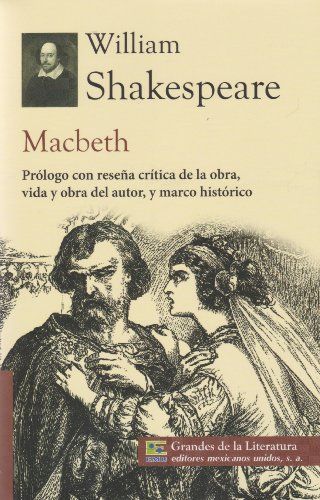 William
Shakespeare
Macbeth
Prólogo con reseña crítica de la obra,
vida y obra del autor, y marco histórico
Grandes de la Literatura
editores mexicanos unidos, s. a.